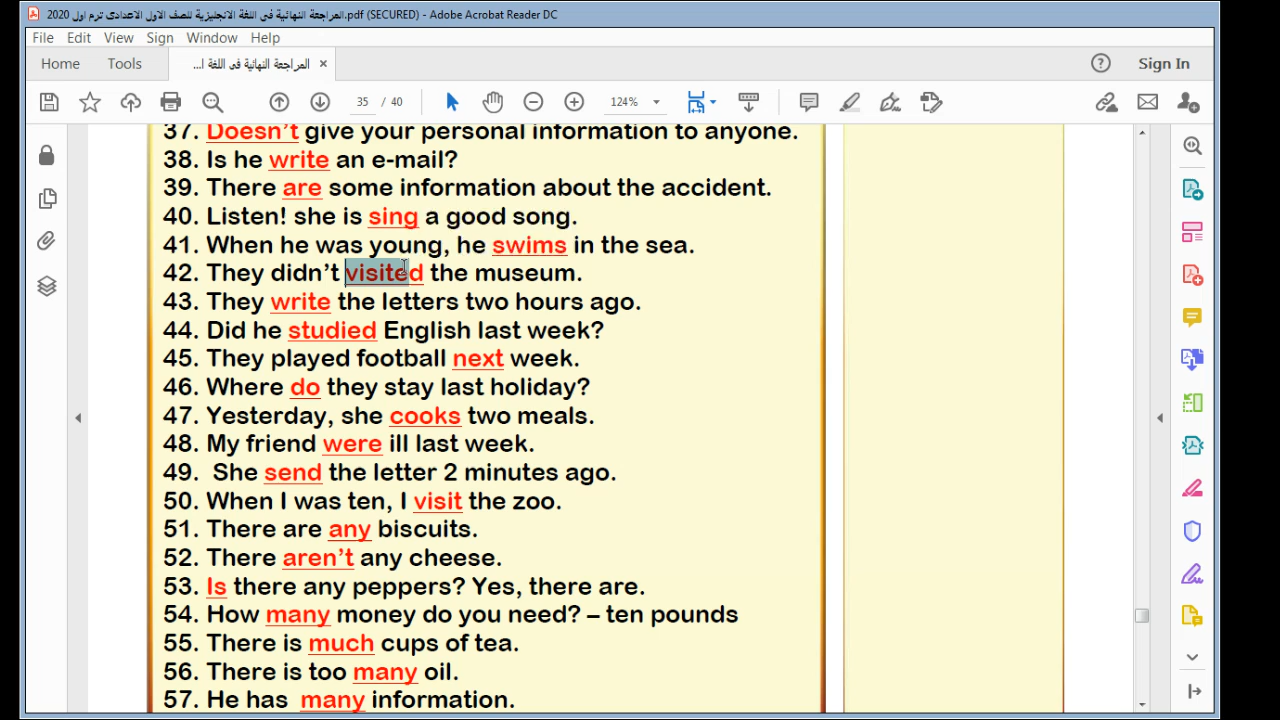 المراجعة النهائية فى اللغة الانجليزية للصف الاول الاعدادى ترم اول 2020.pdf (SECURED) - Adobe Acrobat Reader DC
File Edit View Sign Window Help
Home Tools المراجعة النهائية فى اللغة ا... × ? Sign In
35 / 40 124%
37. Doesn't give your personal information to anyone.
38. Is he write an e-mail?
39. There are some information about the accident.
40. Listen! she is sing a good song.
41. When he was young, he swims in the sea.
42. They didn't visited the museum.
43. They write the letters two hours ago.
44. Did he studied English last week?
45. They played football next week.
46. Where do they stay last holiday?
47. Yesterday, she cooks two meals.
48. My friend were ill last week.
49. She send the letter 2 minutes ago.
50. When I was ten, I visit the zoo.
51. There are any biscuits.
52. There aren't any cheese.
53. Is there any peppers? Yes, there are.
54. How many money do you need? – ten pounds
55. There is much cups of tea.
56. There is too many oil.
57. He has many information.